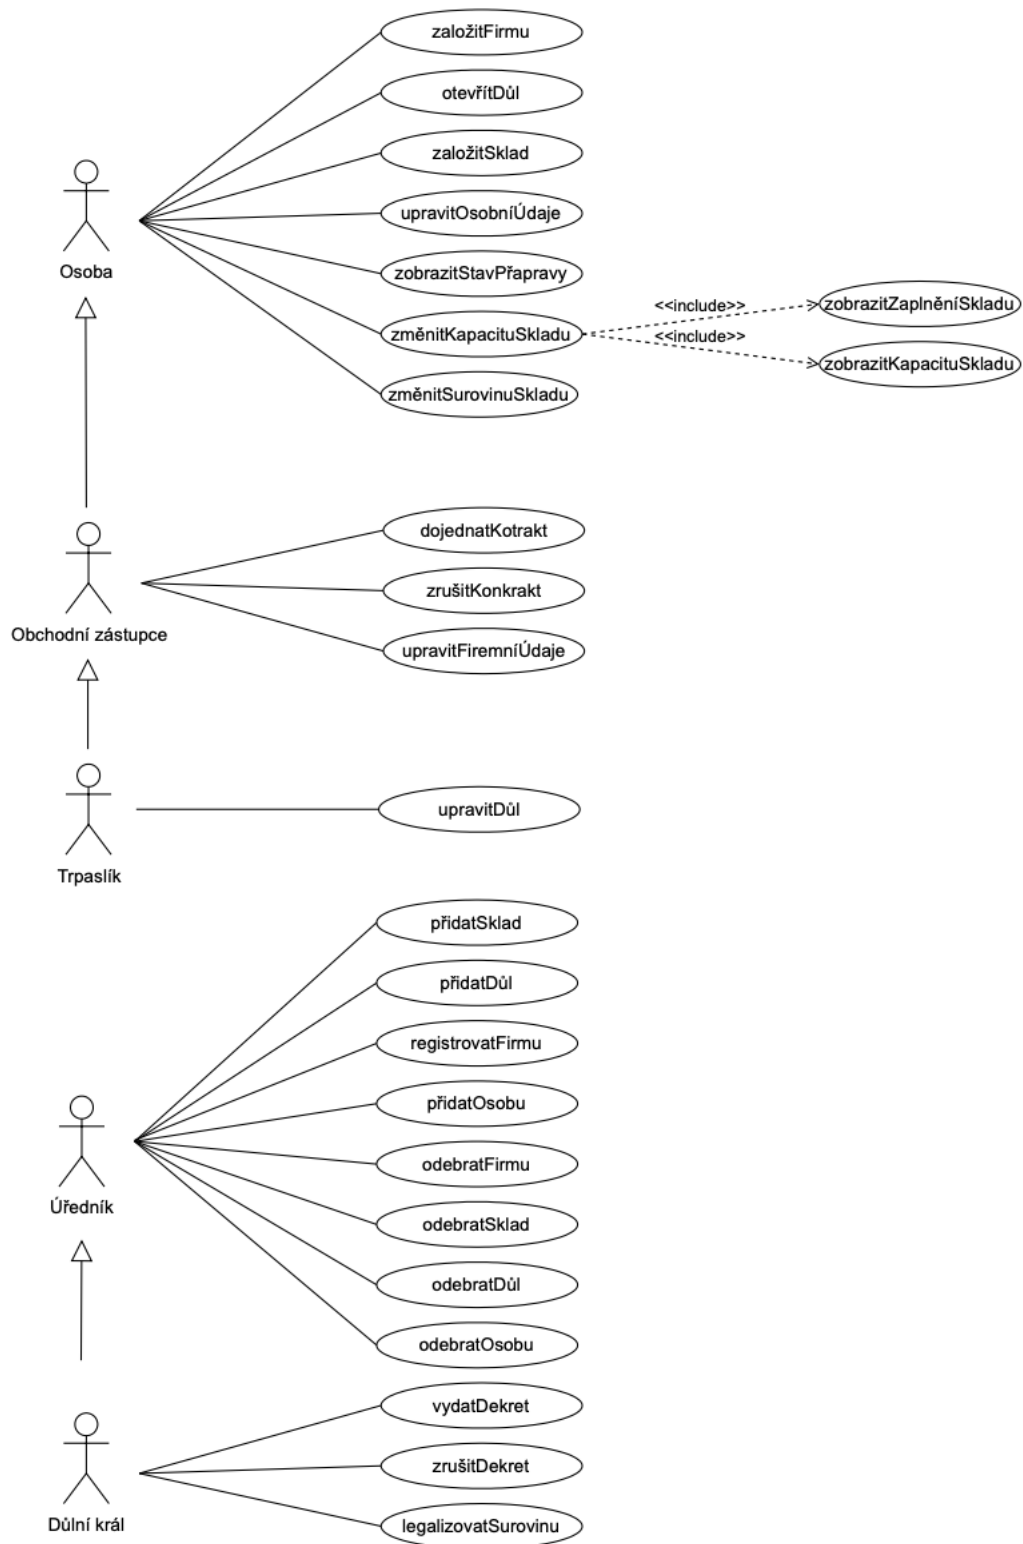 založitFirmu
otevřítDůl
založitSklad
upravitOsobníÚdaje
Osoba
zobrazitStavPřapravy
<<include>>
zobrazitZaplněníSkladu
změnitKapacituSkladu
<<include>>
zobrazitKapacituSkladu
změnitSurovinuSkladu
dojednatKotrakt
zrušitKonkrakt
Obchodní zástupce
upravitFiremníÚdaje
upravitDůl
Trpaslík
přidatSklad
přidatDůl
registrovatFirmu
přidatOsobu
odebratFirmu
Úředník
odebratSklad
odebratDůl
odebratOsobu
vydatDekret
zrušitDekret
Důlní král
legalizovatSurovinu